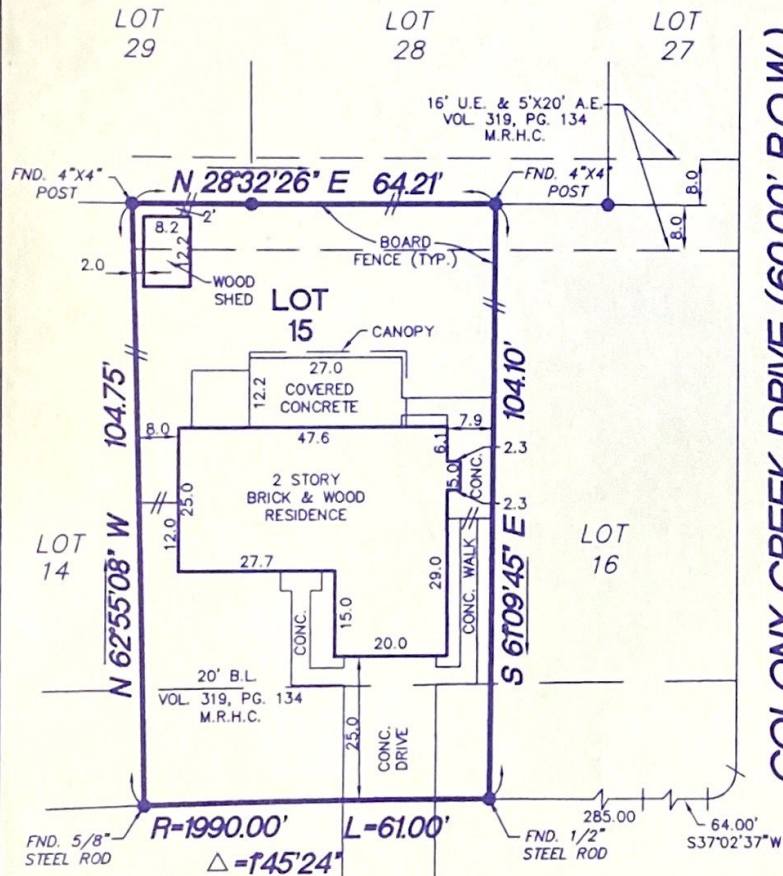 LOT
29
LOT
28
LOT
27
16' U.E. & 5'X20' A.E.
VOL. 319, PG. 134
M.R.H.C.
FND. 4"X4"
POST
N 28°32'26" E 64.21'
FND. 4"X4"
POST
8.0
8.0
2'
8.2
12.2
2.0
BOARD
FENCE (TYP.)
WOOD
SHED
LOT
15
CANOPY
27.0
12.2
COVERED
CONCRETE
104.75'
104.10'
8.0
47.6
7.9
6.1
2.3
5.0
CONC.
2.3
2 STORY
BRICK & WOOD
RESIDENCE
25.0
12.0
27.7
LOT
14
LOT
16
N 62°55'08" W
S 61°09'45" E
CONC.
15.0
29.0
CONC. WALK
20.0
20' B.L.
VOL. 319, PG. 134
M.R.H.C.
25.0
CONC.
DRIVE
COLONY CREEK DRIVE (60.00' R.O.W.)
FND. 5/8"
STEEL ROD
R=1990.00' L=61.00'
△ =1°45'24"
FND. 1/2"
STEEL ROD
285.00
64.00'
S37°02'37"W